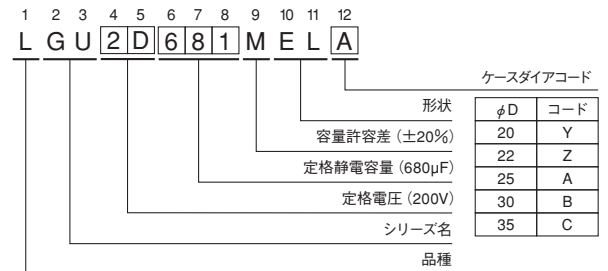 1 2 3 4 5 6 7 8 9 10 11 12
L G U 2 D 6 8 1 M E L A
ケースダイアコード
形状
容量許容差 (±20%)
定格静電容量 (680μF)
定格電圧 (200V)
シリーズ名
品種
φD コード
20 Y
22 Z
25 A
30 B
35 C